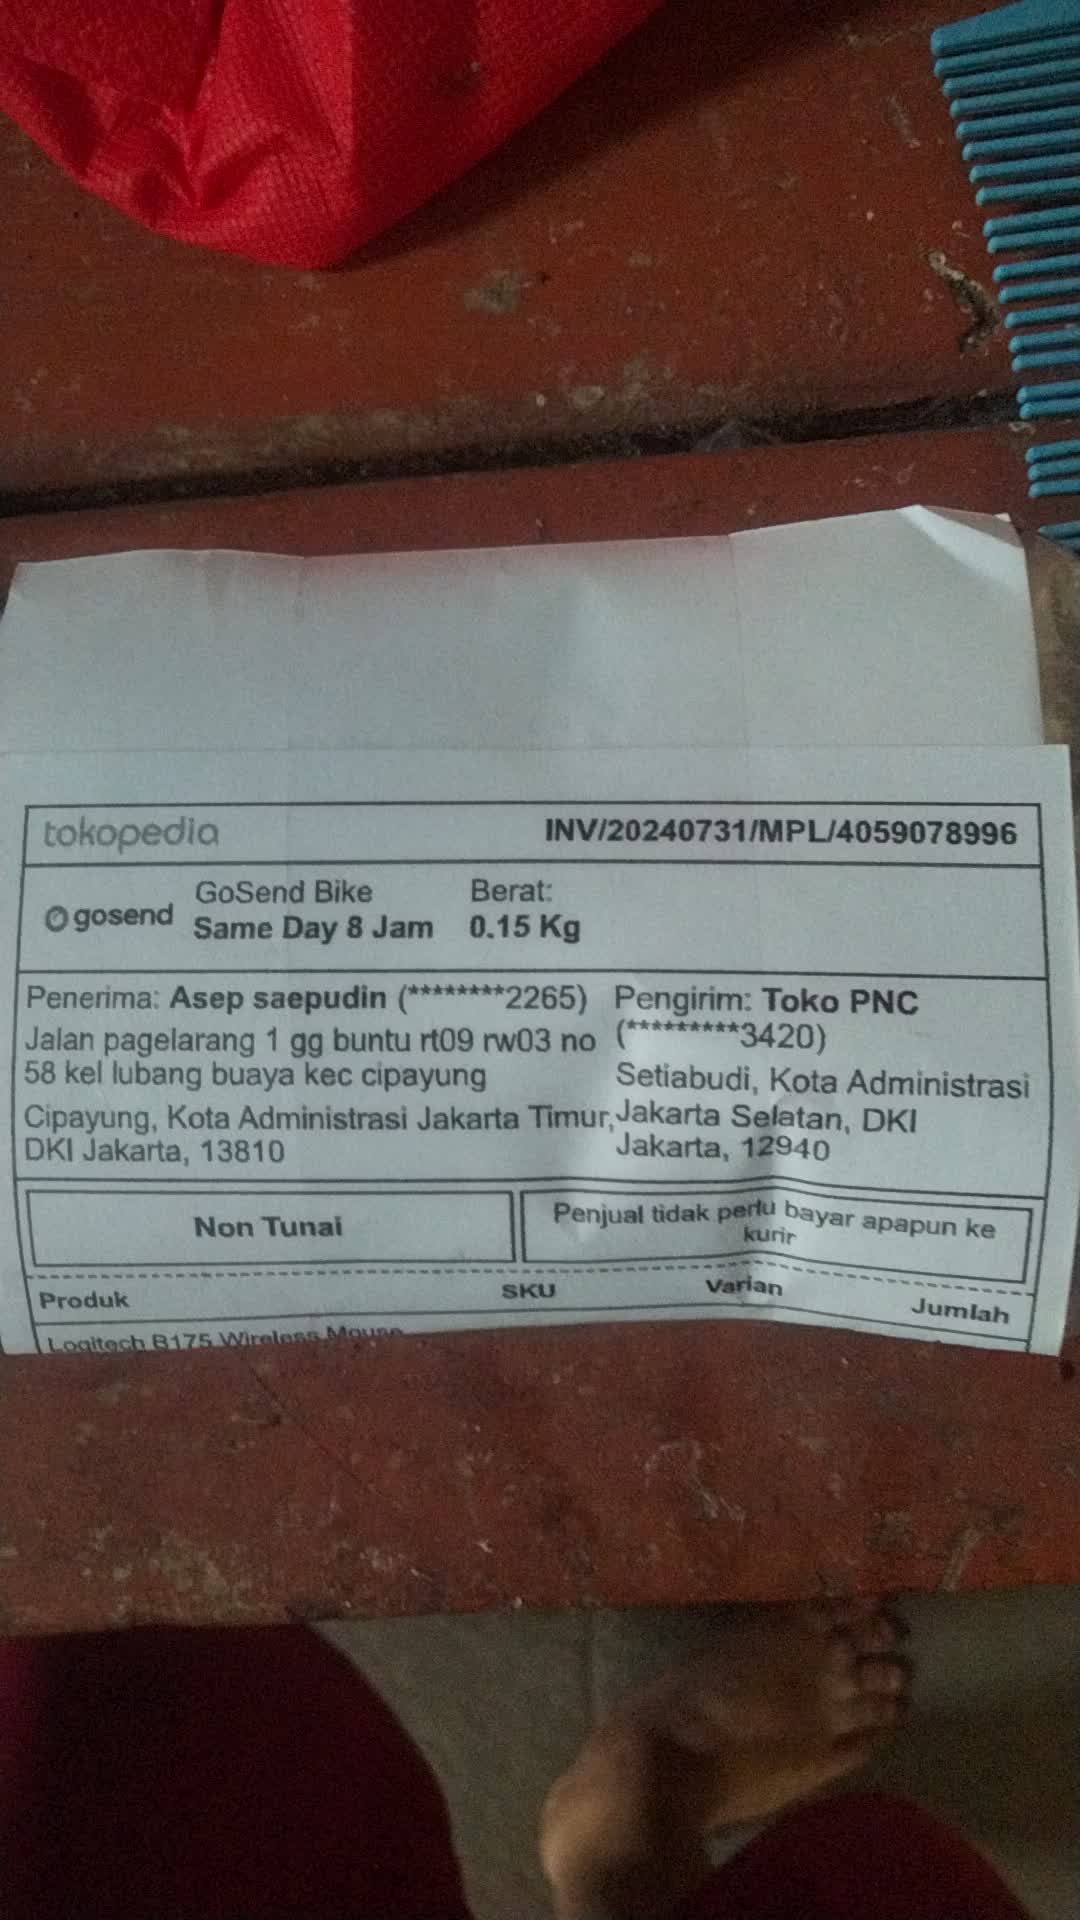 tokopedia INV/20240731/MPL/4059078996
GoSend Bike Berat:
gosend Same Day 8 Jam 0.15 Kg
Penerima: Asep saepudin (********2265)
Jalan pagelarang 1 gg buntu rt09 rw03 no
58 kel lubang buaya kec cipayung
Cipayung, Kota Administrasi Jakarta Timur,
DKI Jakarta, 13810
Pengirim: Toko PNC
(*********3420)
Setiabudi, Kota Administrasi
Jakarta Selatan, DKI
Jakarta, 12940
Non Tunai
Penjual tidak perlu bayar apapun ke
kurir
Produk SKU Varian Jumlah
Logitech B175 Wireless Mouse